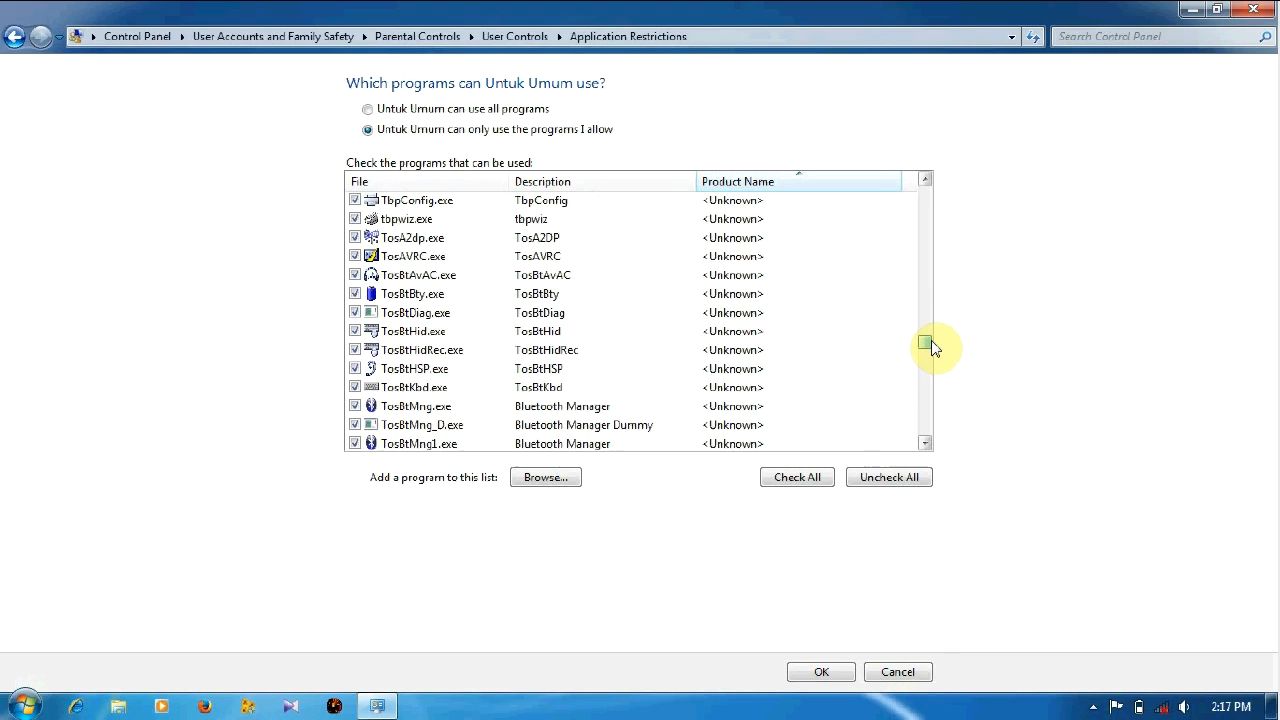 Control Panel User Accounts and Family Safety Parental Controls User Controls Application Restrictions Search Control Panel
Which programs can Untuk Umum use?
Untuk Umum can use all programs
Untuk Umum can only use the programs I allow
Check the programs that can be used:
File Description Product Name
TbpConfig.exe TbpConfig <Unknown>
tbpwiz.exe tbpwiz <Unknown>
TosA2dp.exe TosA2DP <Unknown>
TosAVRC.exe TosAVRC <Unknown>
TosBtAvAC.exe TosBtAvAC <Unknown>
TosBtBty.exe TosBtBty <Unknown>
TosBtDiag.exe TosBtDiag <Unknown>
TosBtHid.exe TosBtHid <Unknown>
TosBtHidRec.exe TosBtHidRec <Unknown>
TosBtHSP.exe TosBtHSP <Unknown>
TosBtKbd.exe TosBtKbd <Unknown>
TosBtMng.exe Bluetooth Manager <Unknown>
TosBtMng_D.exe Bluetooth Manager Dummy <Unknown>
TosBtMng1.exe Bluetooth Manager <Unknown>
Add a program to this list: Browse... Check All Uncheck All
OK Cancel
2:17 PM